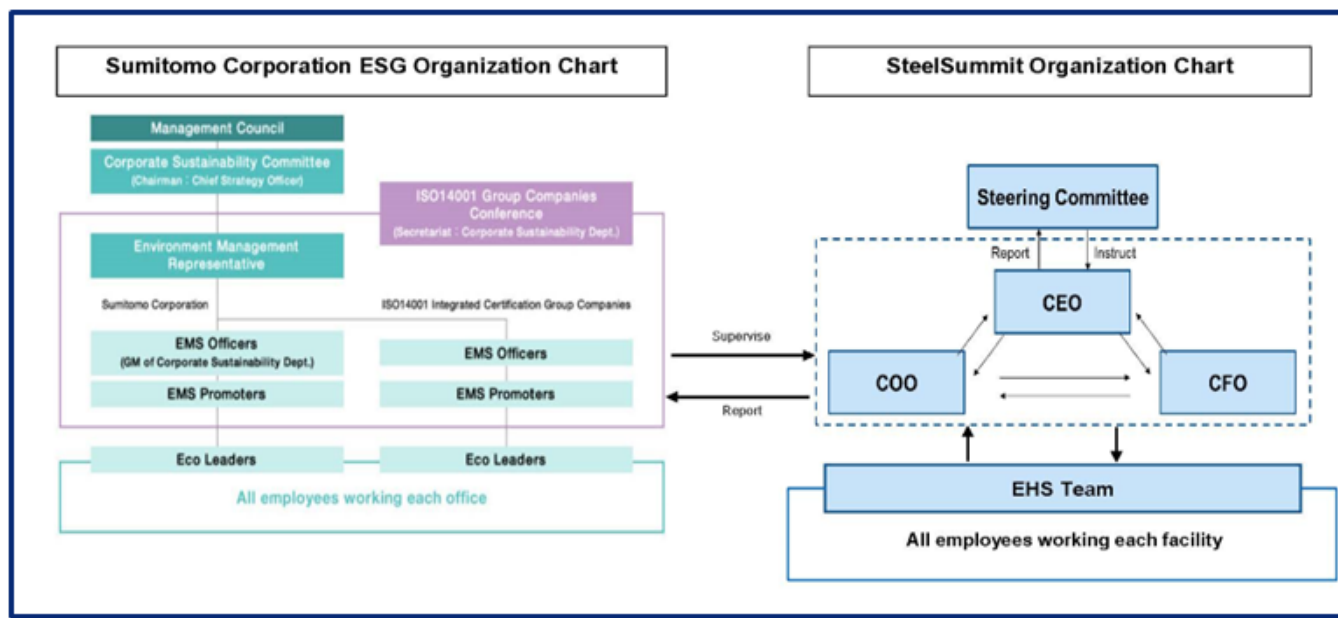 Sumitomo Corporation ESG Organization Chart
Management Council
Corporate Sustainability Committee
(Chairman : Chief Strategy Officer)
ISO14001 Group Companies
Conference
(Secretariat : Corporate Sustainability Dept.)
Environment Management
Representative
Sumitomo Corporation
ISO14001 Integrated Certification Group Companies
EMS Officers
(GM of Corporate Sustainability Dept.)
EMS Officers
EMS Promoters
EMS Promoters
Eco Leaders
Eco Leaders
All employees working each office
Supervise
Report
SteelSummit Organization Chart
Steering Committee
Report
Instruct
CEO
COO
CFO
EHS Team
All employees working each facility